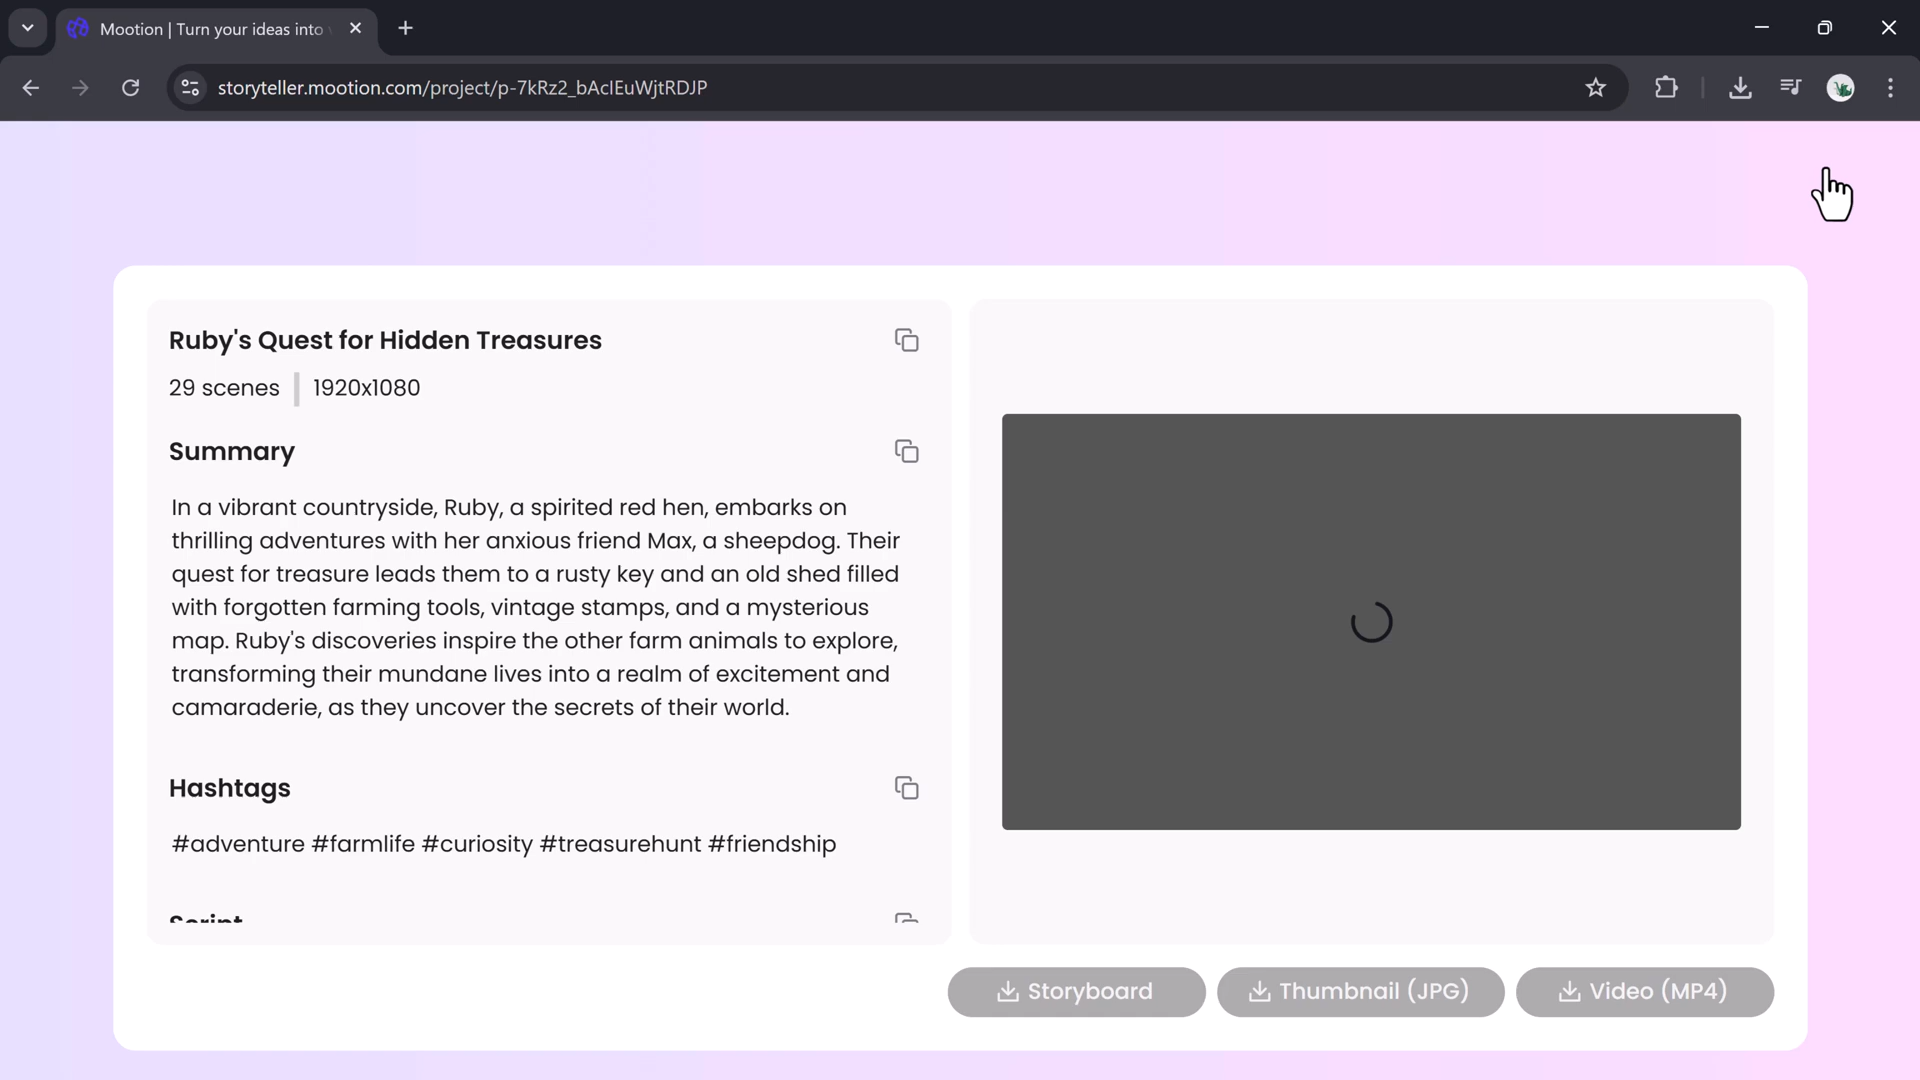 Mootion | Turn your ideas into
storyteller.mootion.com/project/p-7kRz2_bAcIEuWjtRDJP
Ruby's Quest for Hidden Treasures
29 scenes | 1920x1080
Summary
In a vibrant countryside, Ruby, a spirited red hen, embarks on
thrilling adventures with her anxious friend Max, a sheepdog. Their
quest for treasure leads them to a rusty key and an old shed filled
with forgotten farming tools, vintage stamps, and a mysterious
map. Ruby's discoveries inspire the other farm animals to explore,
transforming their mundane lives into a realm of excitement and
camaraderie, as they uncover the secrets of their world.
Hashtags
#adventure #farmlife #curiosity #treasurehunt #friendship
Script
Storyboard
Thumbnail (JPG)
Video (MP4)